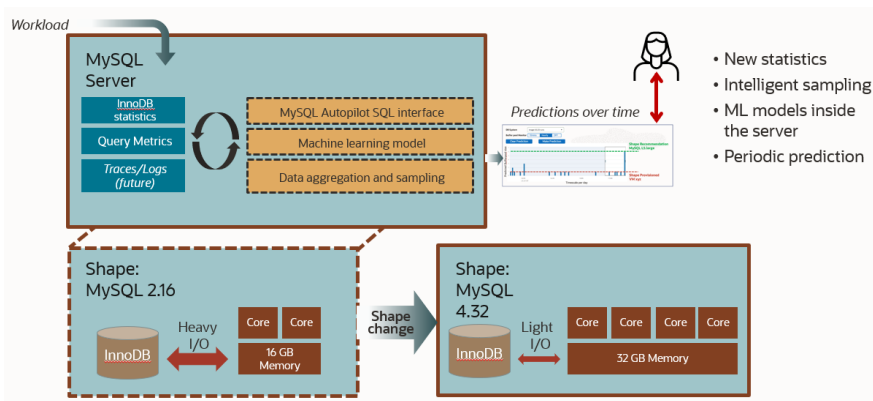 Workload
MySQL
Server
InnoDB
statistics
Query Metrics
Traces/Logs
(future)
MySQL Autopilot SQL interface
Machine learning model
Data aggregation and sampling
Predictions over time
• New statistics
• Intelligent sampling
• ML models inside
the server
• Periodic prediction
Shape:
MySQL 2.16
InnoDB
Heavy
I/O
Core
Core
16 GB
Memory
Shape
change
Shape:
MySQL
4.32
InnoDB
Light
I/O
Core
Core
Core
Core
32 GB Memory